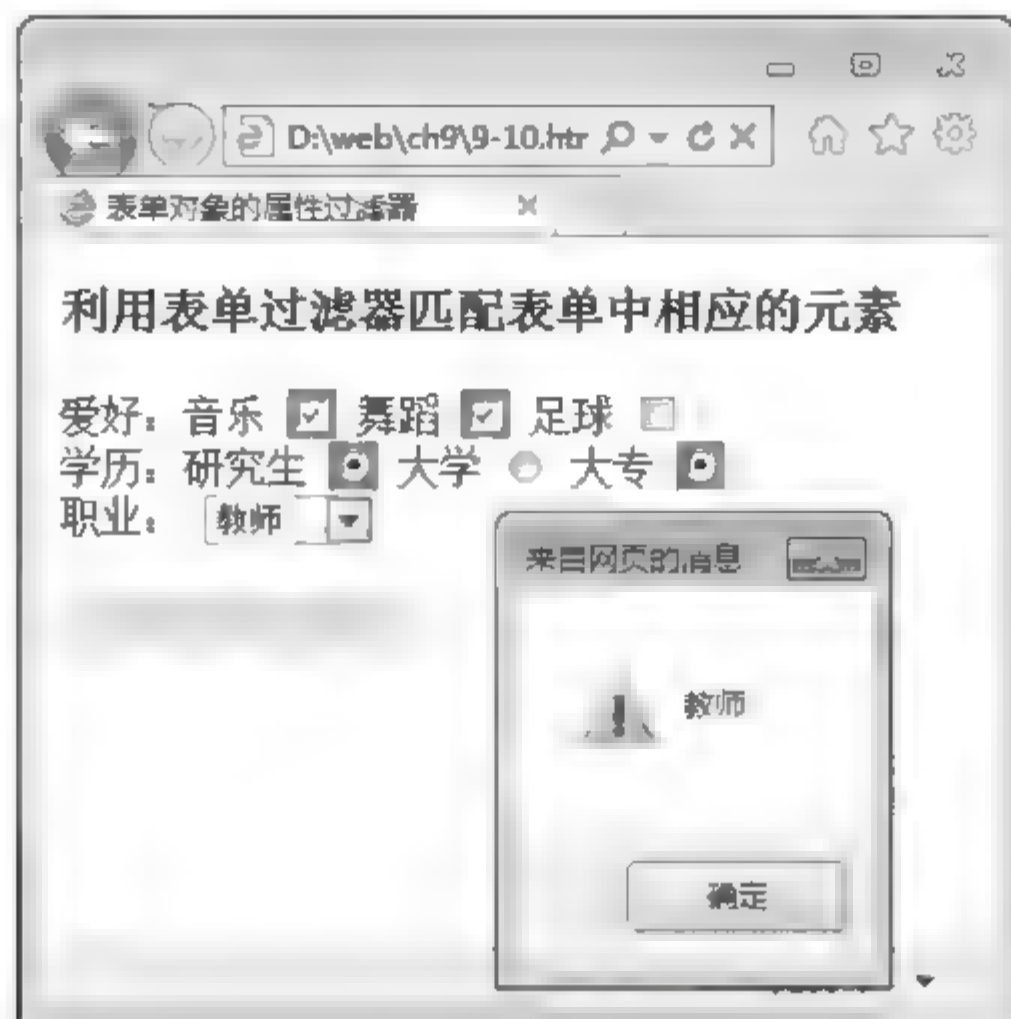 D:\web\ch9\9-10.htr
表单对象的属性过滤器
利用表单过滤器匹配表单中相应的元素
爱好：音乐 舞蹈 足球
学历：研究生 大学 大专
职业： 教师
来自网页的消息
教师
确定